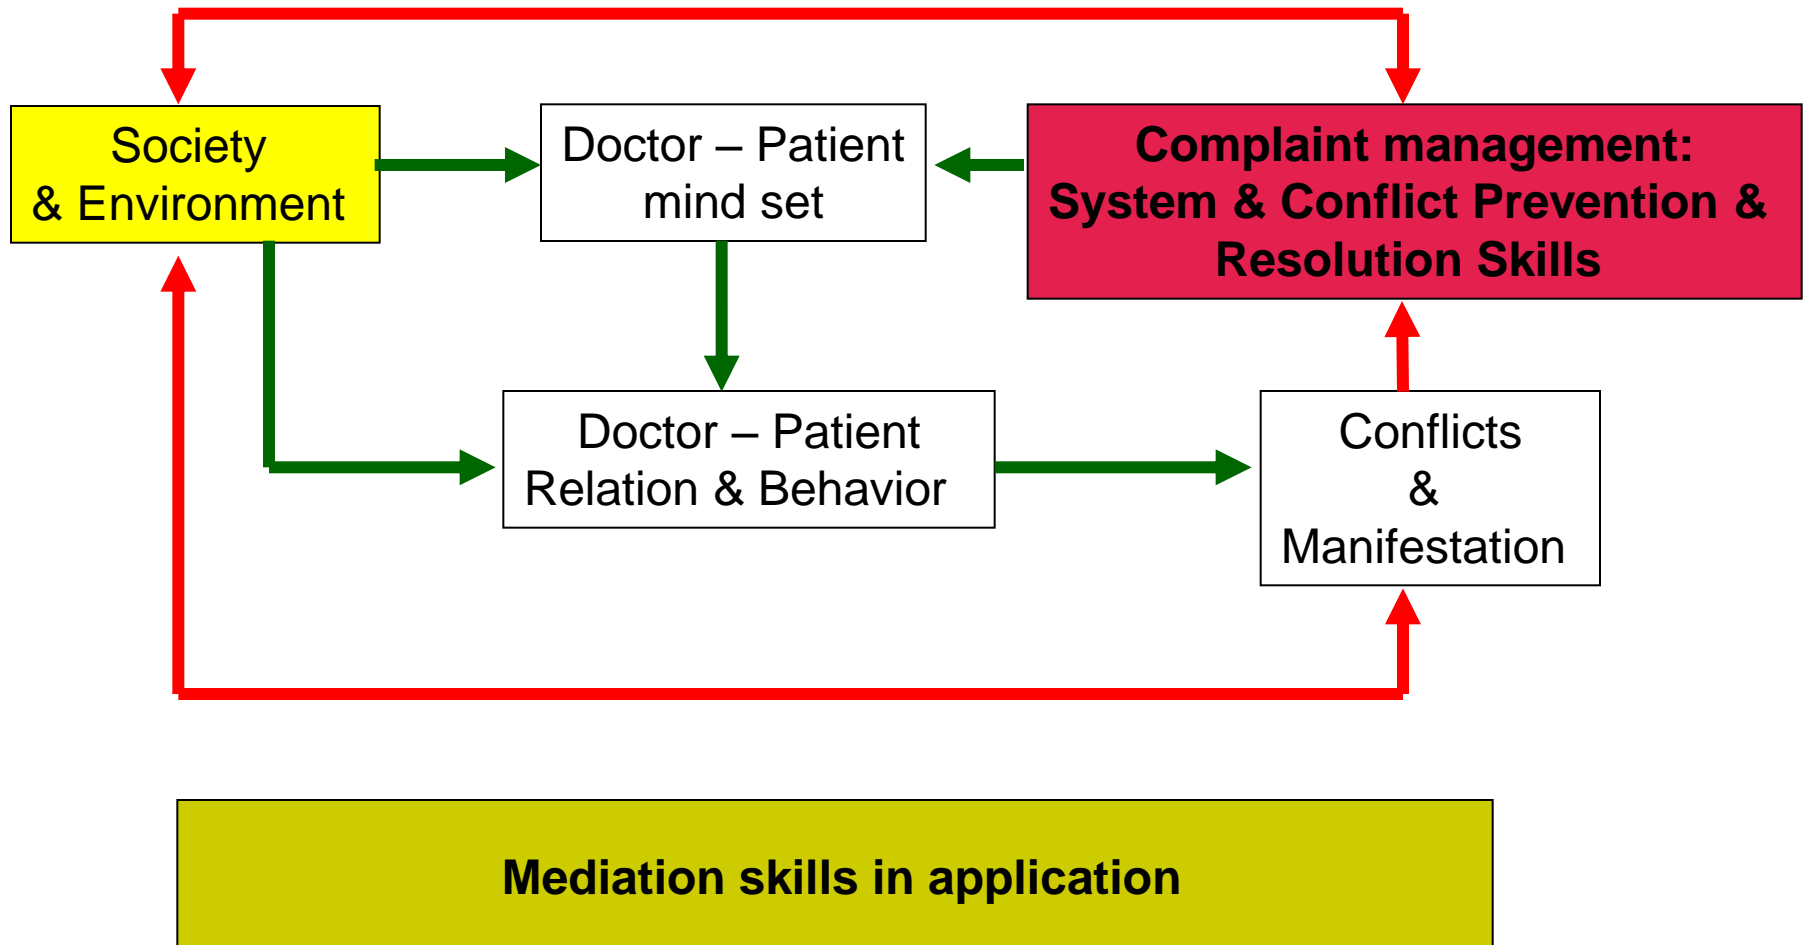 Society
& Environment
Doctor – Patient
mind set
Complaint management:
System & Conflict Prevention &
Resolution Skills
Doctor – Patient
Relation & Behavior
Conflicts
&
Manifestation
Mediation skills in application